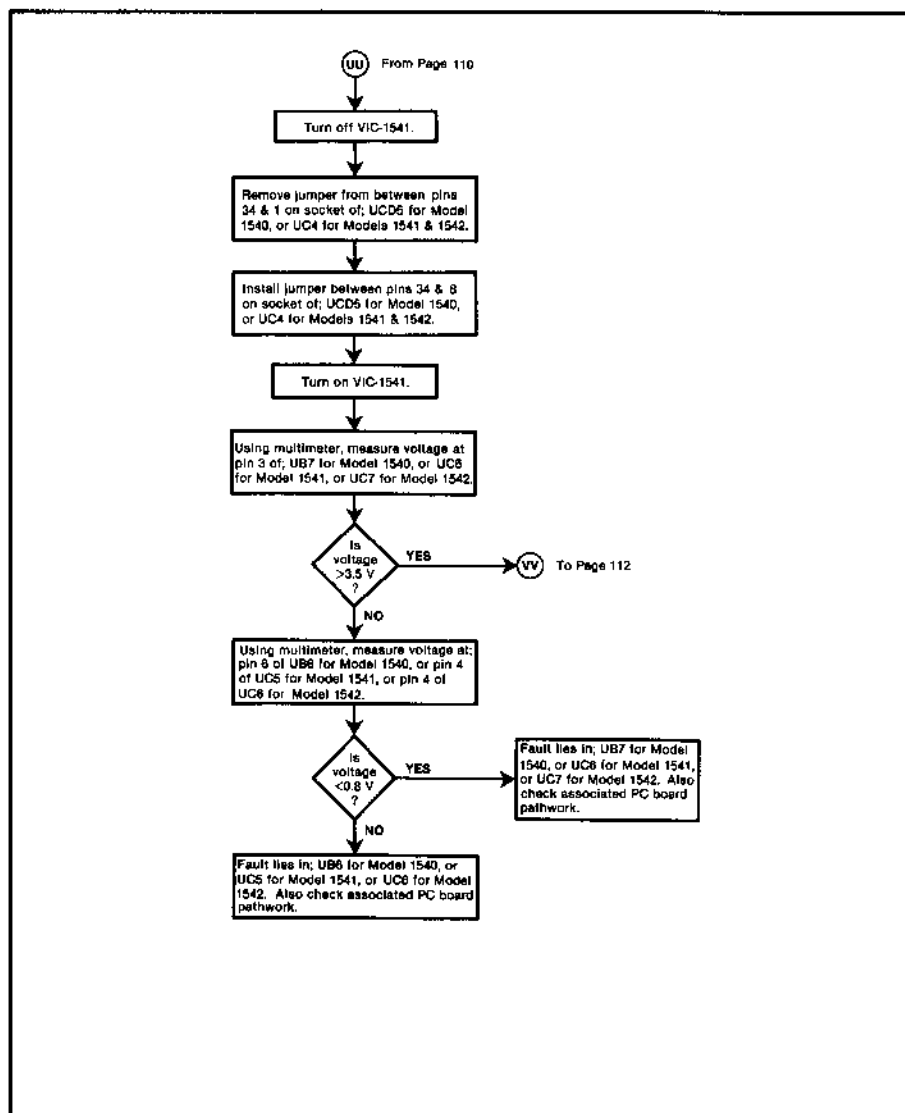 UU From Page 110
Turn off VIC-1541.
Remove jumper from between pins
34 & 1 on socket of; UCD5 for Model
1540, or UC4 for Models 1541 & 1542.
Install jumper between pins 34 & 8
on socket of; UCD5 for Model 1540,
or UC4 for Models 1541 & 1542.
Turn on VIC-1541.
Using multimeter, measure voltage at
pin 3 of; UB7 for Model 1540, or UC6
for Model 1541, or UC7 for Model 1542.
Is
voltage
>3.5 V
?
YES
VV To Page 112
NO
Using multimeter, measure voltage at;
pin 6 of UB6 for Model 1540, or pin 4
of UC5 for Model 1541, or pin 4 of
UC6 for Model 1542.
Is
voltage
<0.8 V
?
YES
Fault lies in; UB7 for Model
1540, or UC6 for Model 1541,
or UC7 for Model 1542. Also
check associated PC board
pathwork.
NO
Fault lies in; UB6 for Model 1540, or
UC5 for Model 1541, or UC6 for Model
1542. Also check associated PC board
pathwork.